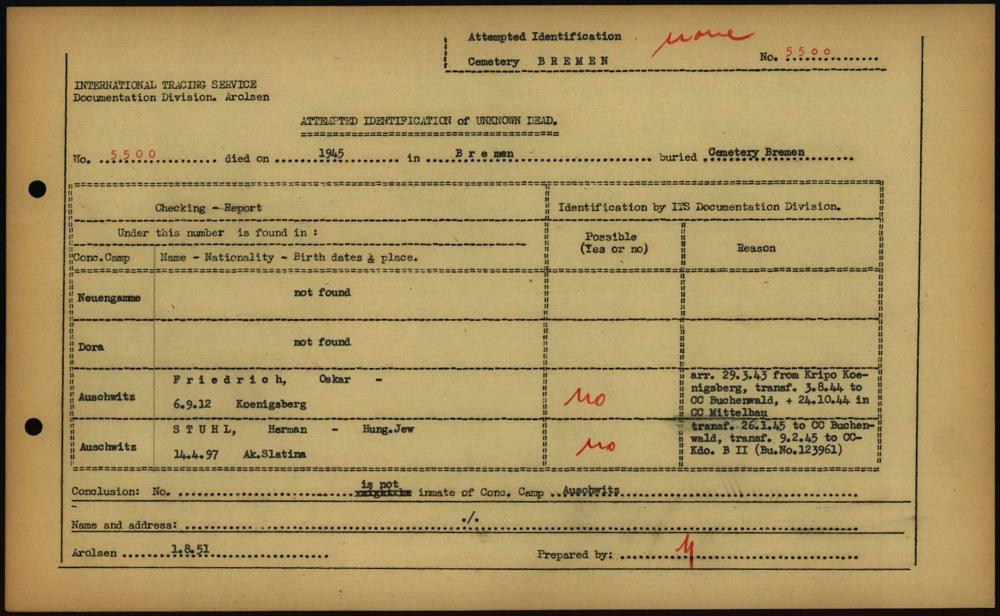 Attempted Identification none
Cemetery B R E M E N No. 5500
INTERNATIONAL TRACING SERVICE
Documentation Division. Arolsen
ATTEMPTED IDENTIFICATION of UNKNOWN DEAD.
No. 5500 died on 1945 in B r e m e n buried Cemetery Bremen
Checking - Report Identification by ITS Documentation Division.
Under this number is found in :
Possible
(Yes or no) Reason
Conc.Camp Name - Nationality - Birth dates & place.
Neuengamme not found
Dora not found
Auschwitz F r i e d r i c h, Oskar -
6.9.12 Koenigsberg
no
arr. 29.3.43 from Kripo Koe-
nigsberg, transf. 3.8.44 to
CC Buchenwald, + 24.10.44 in
CC Mittelbau
Auschwitz S T U H L, Herman - Hung.Jew
14.4.97 Ak.Slatina
no
transf. 26.1.45 to CC Buchen-
wald, transf. 9.2.45 to CC-
Kdo. B II (Bu.No.123961)
Conclusion: No. is not inmate of Conc. Camp Auschwitz
Name and address: ./.
Arolsen 1.8.51 Prepared by: